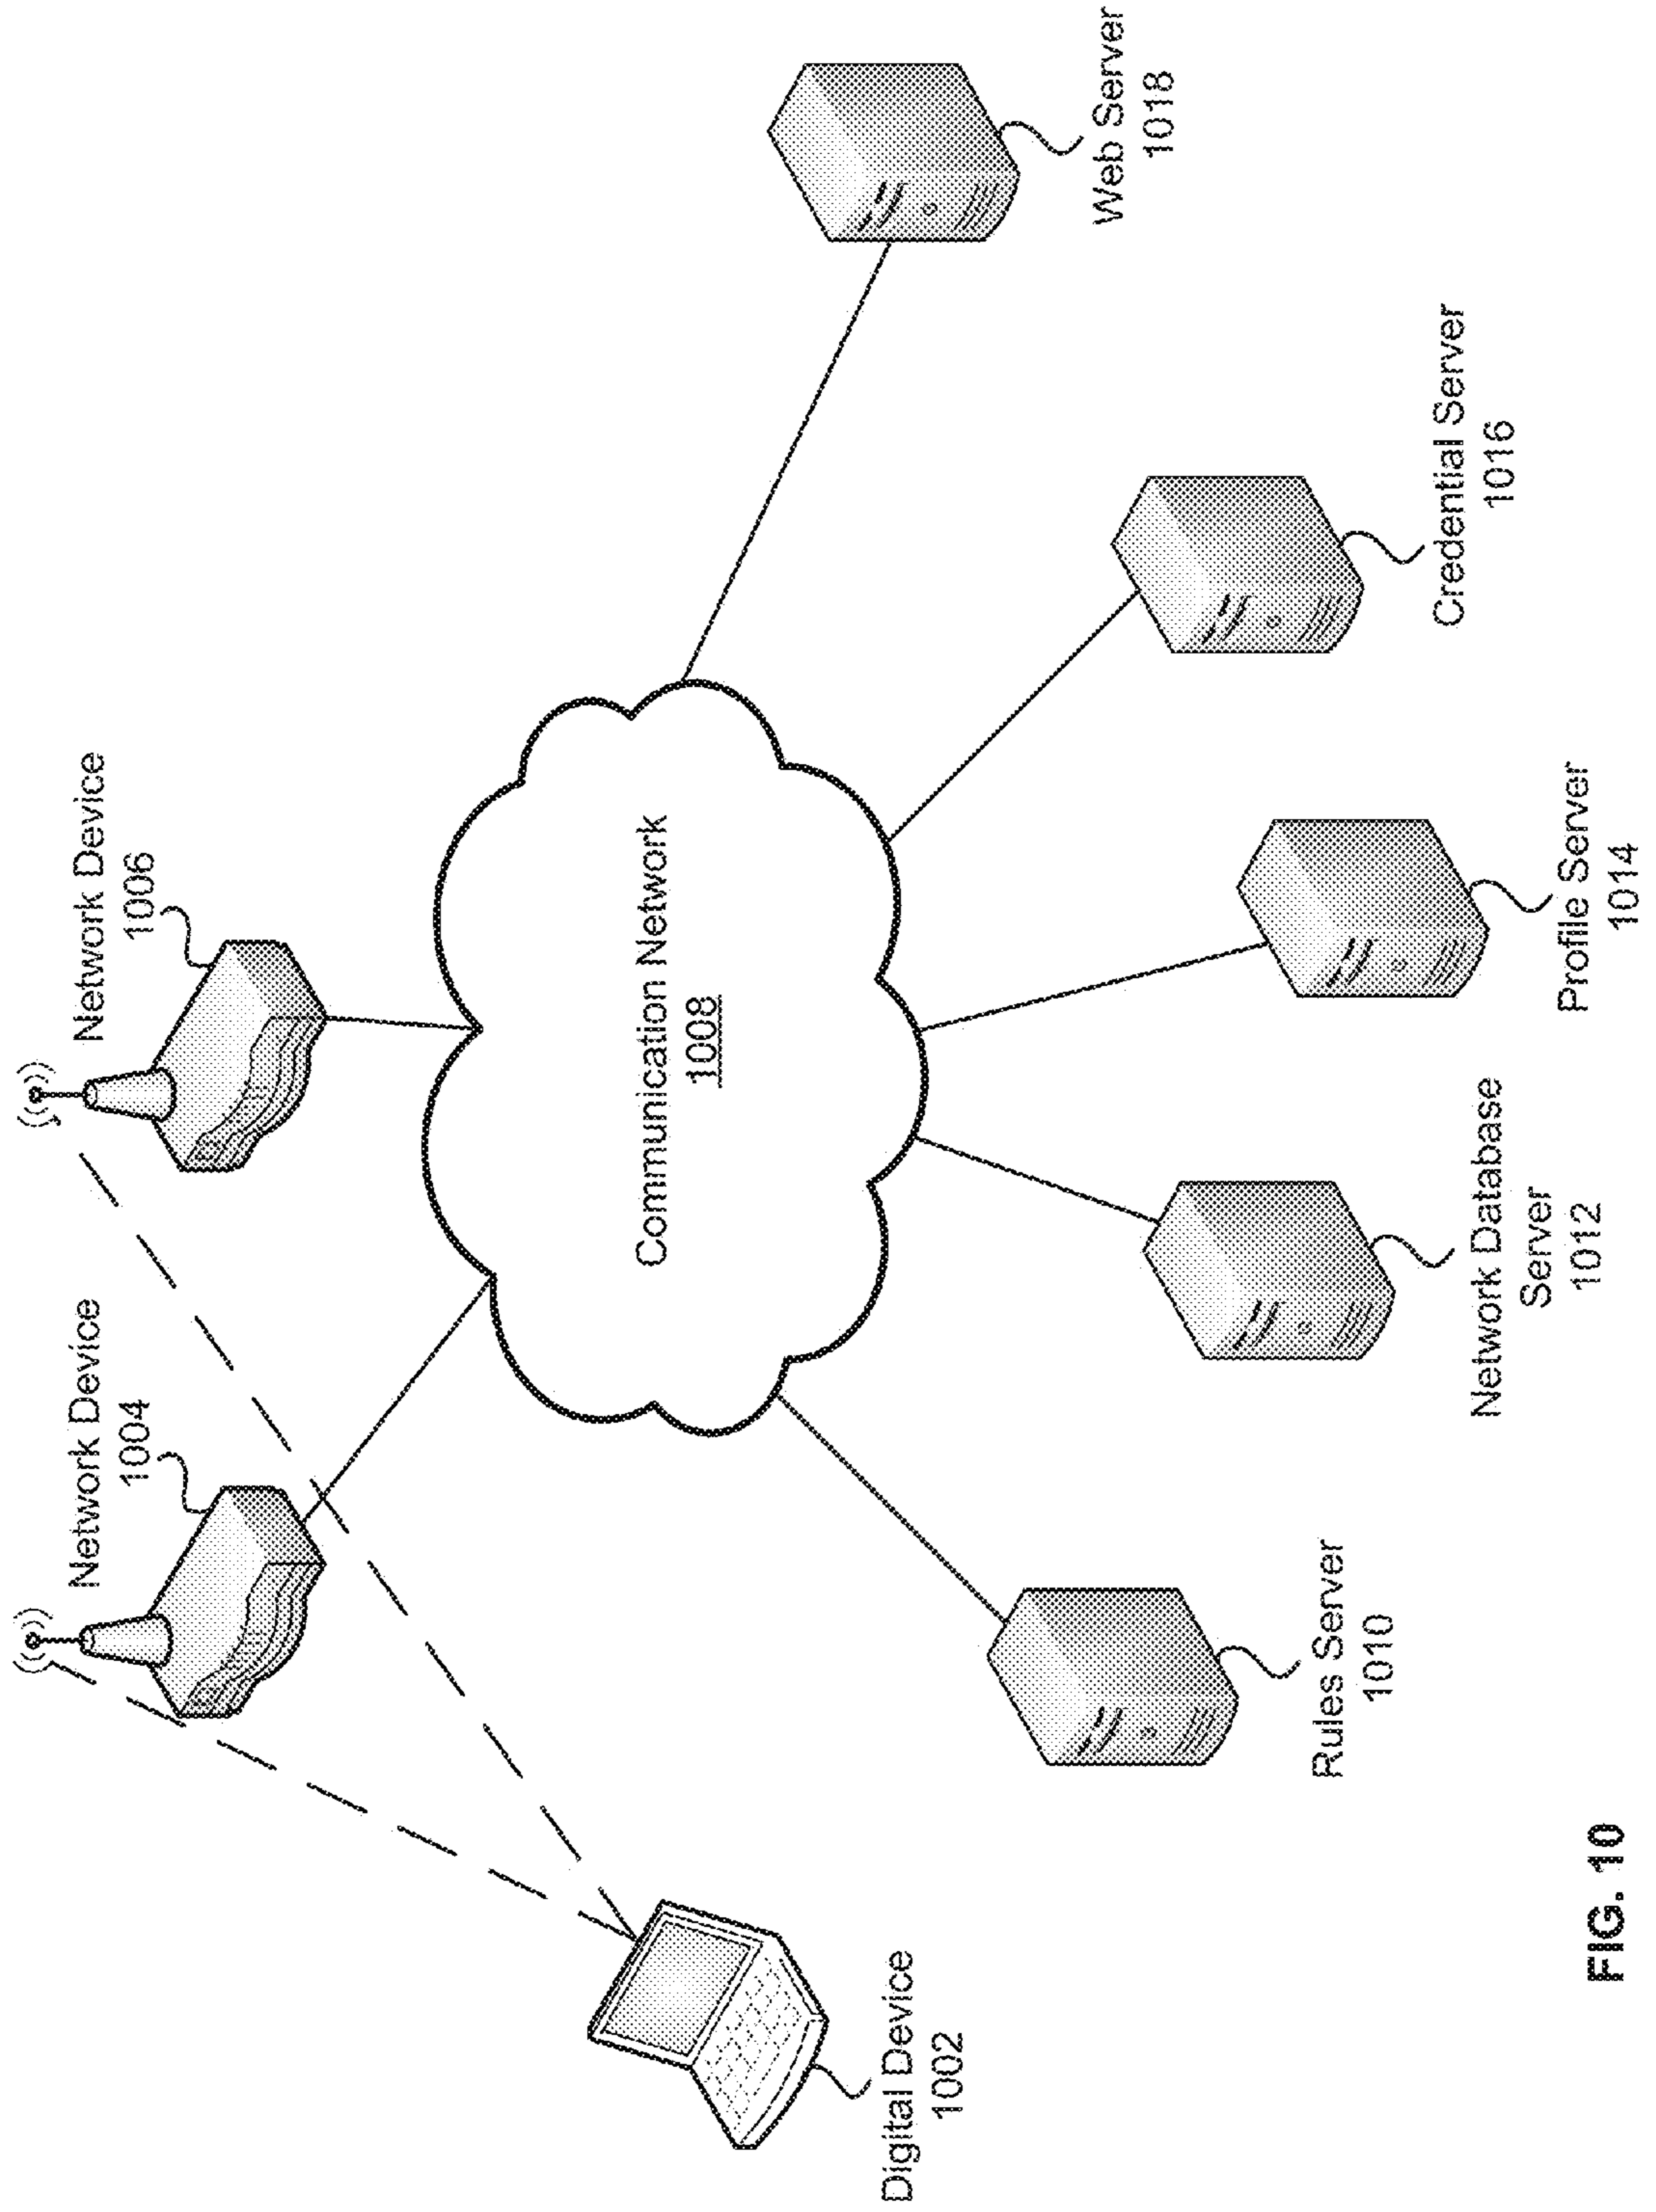 Network Device
1004
Network Device
1006
Digital Device
1002
Communication Network
1008
Rules Server
1010
Network Database
Server
1012
Profile Server
1014
Credential Server
1016
Web Server
1018
FIG. 10